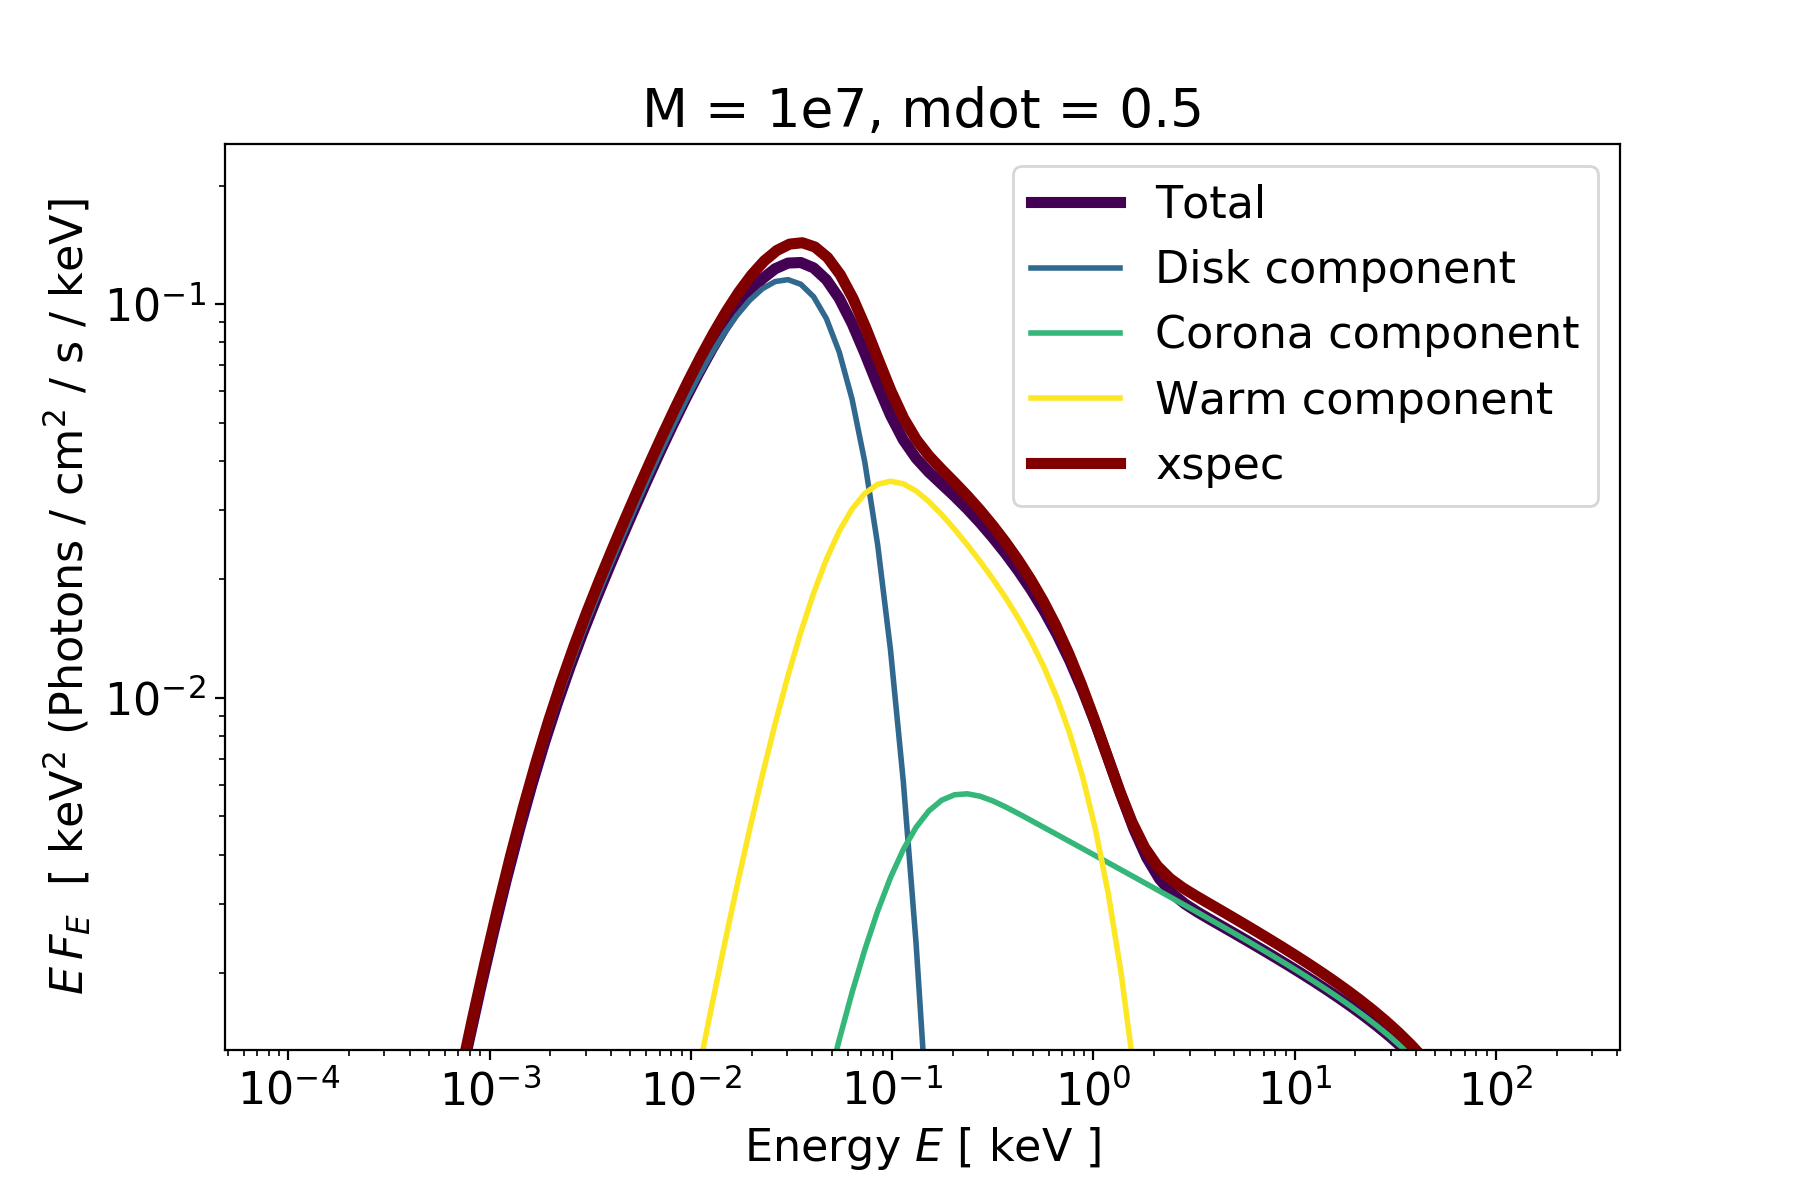 M = 1e7, mdot = 0.5
E F_E [ keV² (Photons / cm² / s / keV]
10⁻¹
10⁻²
Total
Disk component
Corona component
Warm component
xspec
10⁻⁴ 10⁻³ 10⁻² 10⁻¹ 10⁰ 10¹ 10²
Energy E [ keV ]